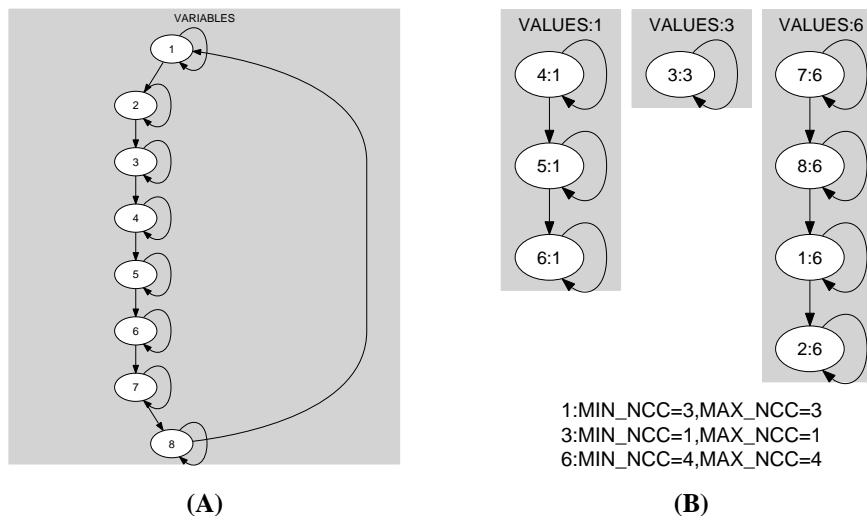 VARIABLES
1
2
3
4
5
6
7
8
(A)
VALUES:1
4:1
5:1
6:1
VALUES:3
3:3
VALUES:6
7:6
8:6
1:6
2:6
1:MIN_NCC=3,MAX_NCC=3
3:MIN_NCC=1,MAX_NCC=1
6:MIN_NCC=4,MAX_NCC=4
(B)